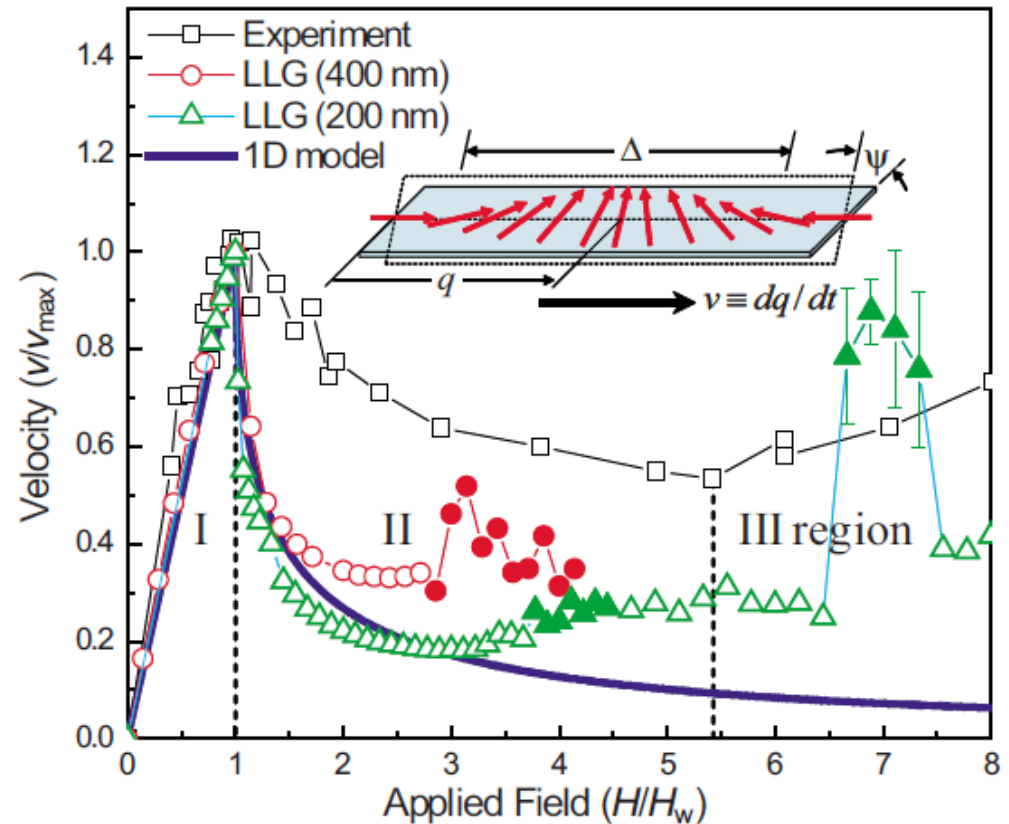 Experiment
LLG (400 nm)
LLG (200 nm)
1D model
Δ
ψ
q
v ≡ dq / dt
I
II
III region
1.4
1.2
1.0
0.8
0.6
0.4
0.2
0.0
Velocity (v/vmax)
0 1 2 3 4 5 6 7 8
Applied Field (H/Hw)